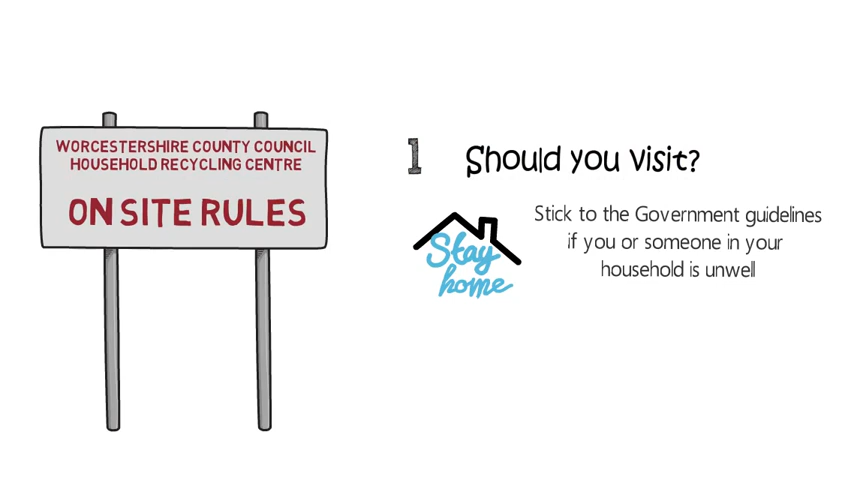 WORCESTERSHIRE COUNTY COUNCIL
HOUSEHOLD RECYCLING CENTRE
ON SITE RULES
1 Should you visit?
Stay
home
Stick to the Government guidelines
if you or someone in your
household is unwell